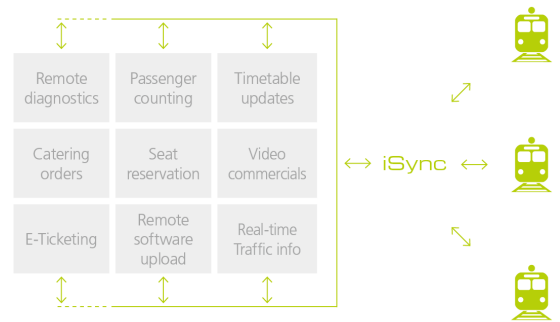 Remote
diagnostics
Passenger
counting
Timetable
updates
Catering
orders
Seat
reservation
Video
commercials
iSync
E-Ticketing
Remote
software
upload
Real-time
Traffic info